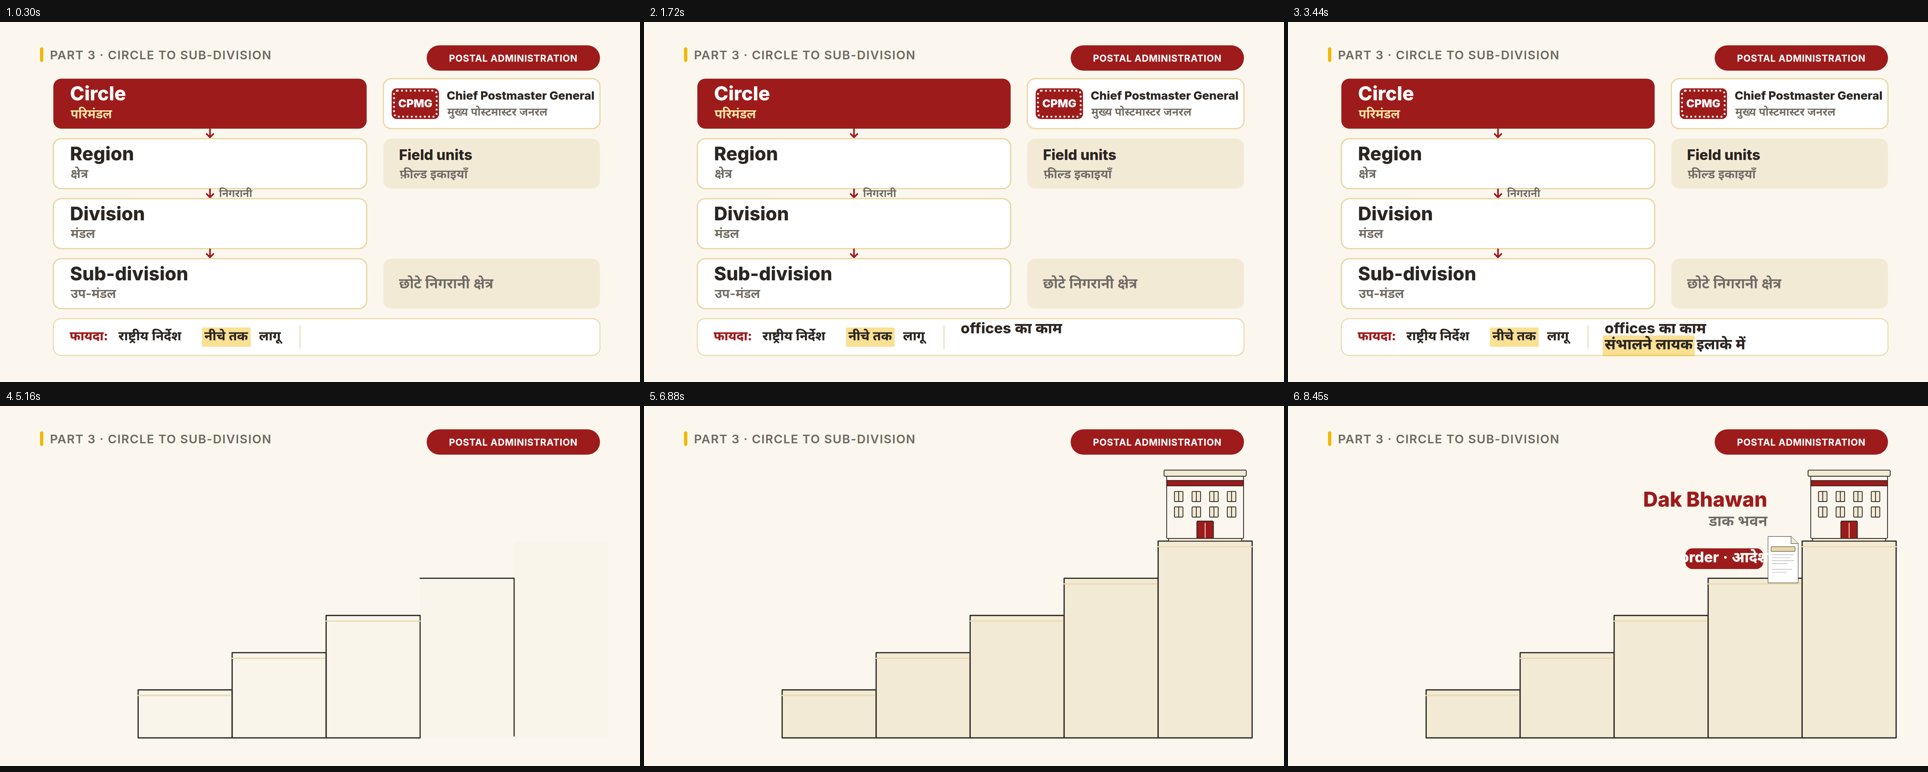 1. 0.30s
PART 3 · CIRCLE TO SUB-DIVISION
POSTAL ADMINISTRATION
Circle
परिमंडल
CPMG
Chief Postmaster General
मुख्य पोस्टमास्टर जनरल
Region
क्षेत्र
Field units
फ़ील्ड इकाइयाँ
निगरानी
Division
मंडल
Sub-division
उप-मंडल
छोटे निगरानी क्षेत्र
फायदा: राष्ट्रीय निर्देश नीचे तक लागू
2. 1.72s
PART 3 · CIRCLE TO SUB-DIVISION
POSTAL ADMINISTRATION
Circle
परिमंडल
CPMG
Chief Postmaster General
मुख्य पोस्टमास्टर जनरल
Region
क्षेत्र
Field units
फ़ील्ड इकाइयाँ
निगरानी
Division
मंडल
Sub-division
उप-मंडल
छोटे निगरानी क्षेत्र
फायदा: राष्ट्रीय निर्देश नीचे तक लागू
offices का काम
3. 3.44s
PART 3 · CIRCLE TO SUB-DIVISION
POSTAL ADMINISTRATION
Circle
परिमंडल
CPMG
Chief Postmaster General
मुख्य पोस्टमास्टर जनरल
Region
क्षेत्र
Field units
फ़ील्ड इकाइयाँ
निगरानी
Division
मंडल
Sub-division
उप-मंडल
छोटे निगरानी क्षेत्र
फायदा: राष्ट्रीय निर्देश नीचे तक लागू
offices का काम
संभालने लायक इलाके में
4. 5.16s
PART 3 · CIRCLE TO SUB-DIVISION
POSTAL ADMINISTRATION
5. 6.88s
PART 3 · CIRCLE TO SUB-DIVISION
POSTAL ADMINISTRATION
6. 8.45s
PART 3 · CIRCLE TO SUB-DIVISION
POSTAL ADMINISTRATION
Dak Bhawan
डाक भवन
order · आदेश